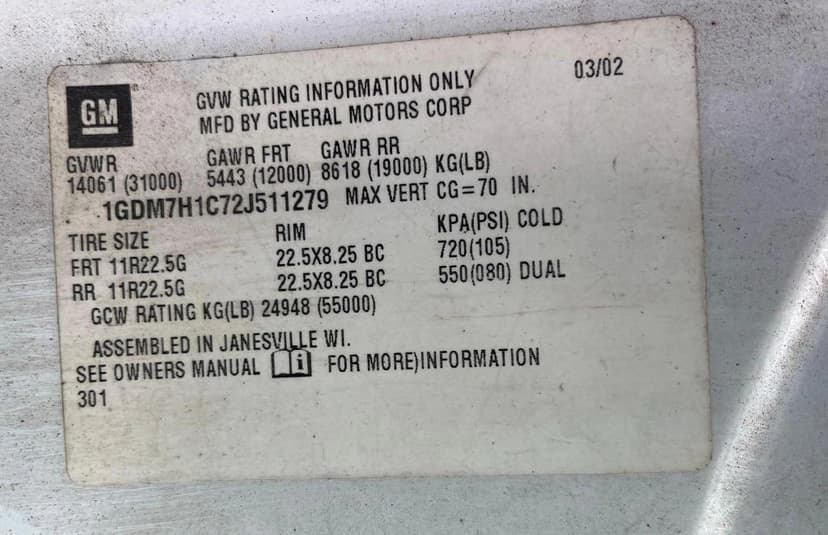 GM
GVW RATING INFORMATION ONLY 03/02
MFD BY GENERAL MOTORS CORP
GVWR GAWR FRT GAWR RR
14061 (31000) 5443 (12000) 8618 (19000) KG(LB)
1GDM7H1C72J511279 MAX VERT CG=70 IN.
TIRE SIZE RIM KPA(PSI) COLD
FRT 11R22.5G 22.5X8.25 BC 720(105)
RR 11R22.5G 22.5X8.25 BC 550(080) DUAL
GCW RATING KG(LB) 24948 (55000)
ASSEMBLED IN JANESVILLE WI.
SEE OWNERS MANUAL i FOR MORE)INFORMATION
301